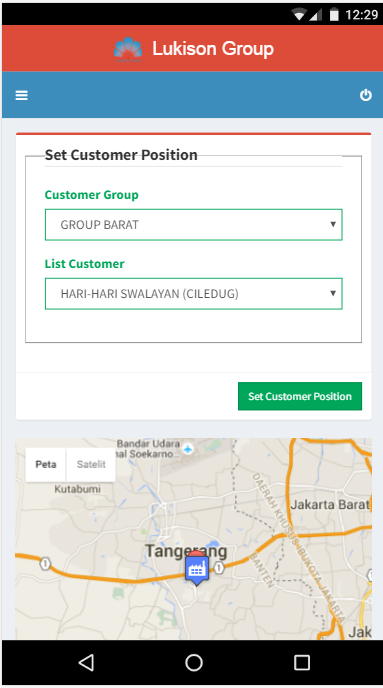 12:29
Lukison Group
Set Customer Position
Customer Group
GROUP BARAT
List Customer
HARI-HARI SWALAYAN (CILEDUG)
Set Customer Position
Bandar Udara
nal Soekarno...
Peta Satelit
Kutabumi
Jakarta Barat
DAERAH KHUSUS IBUKOTA JAKARTA
BANTEN
Tangerang
1
1
Jak